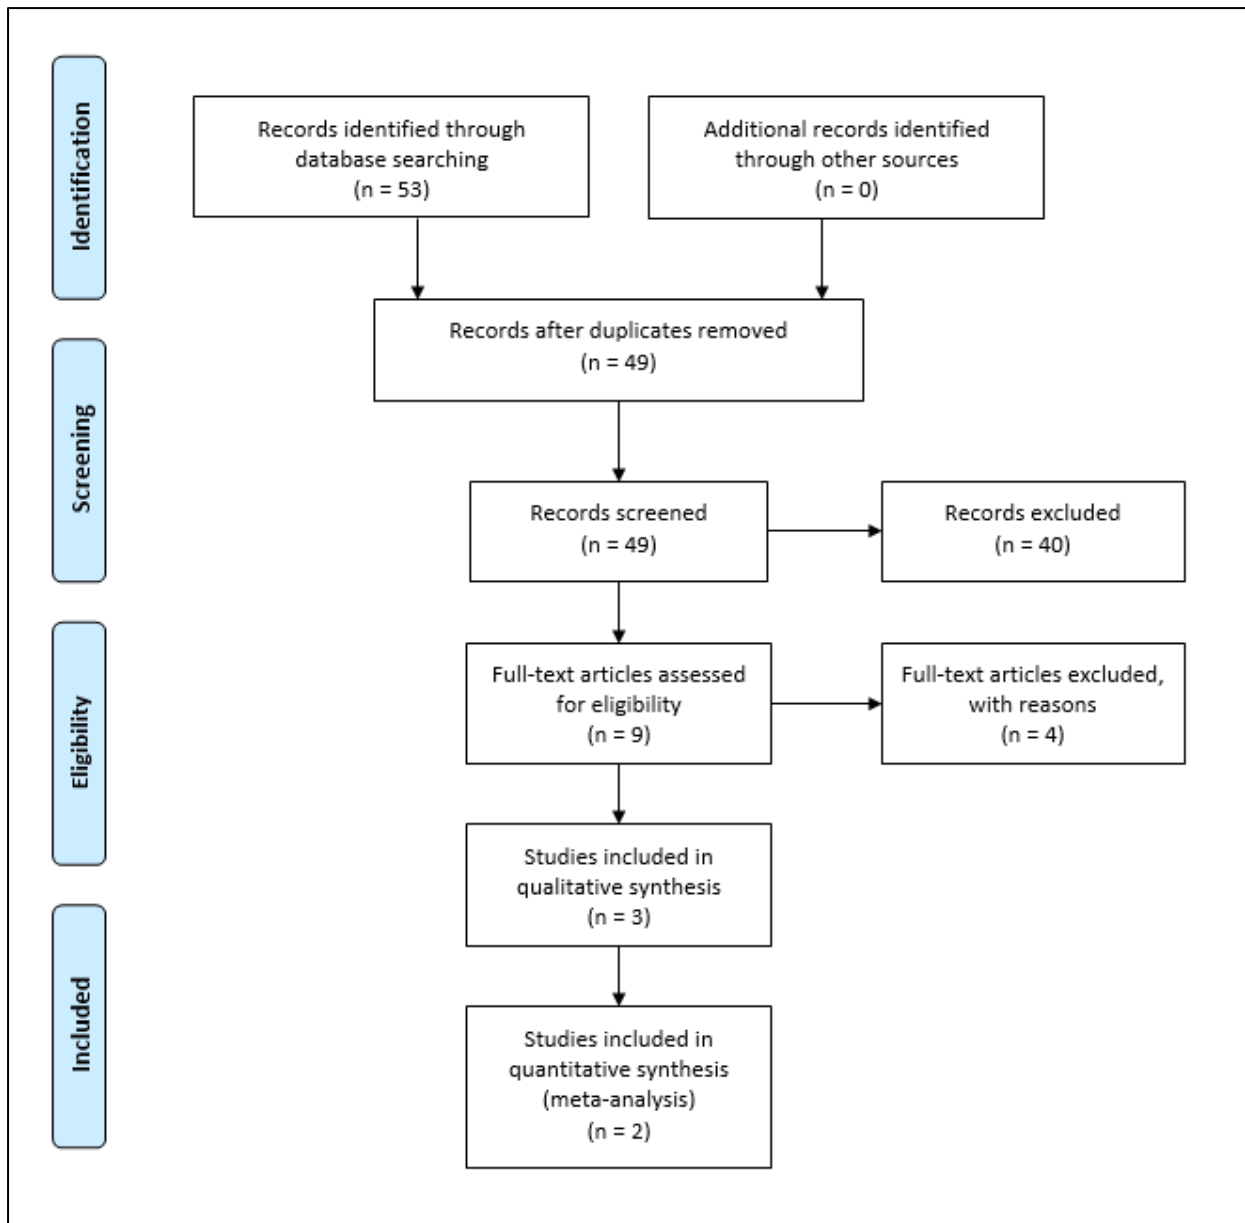 Identification
Records identified through
database searching
(n = 53)
Additional records identified
through other sources
(n = 0)
Records after duplicates removed
(n = 49)
Screening
Records screened
(n = 49)
Records excluded
(n = 40)
Eligibility
Full-text articles assessed
for eligibility
(n = 9)
Full-text articles excluded,
with reasons
(n = 4)
Studies included in
qualitative synthesis
(n = 3)
Included
Studies included in
quantitative synthesis
(meta-analysis)
(n = 2)